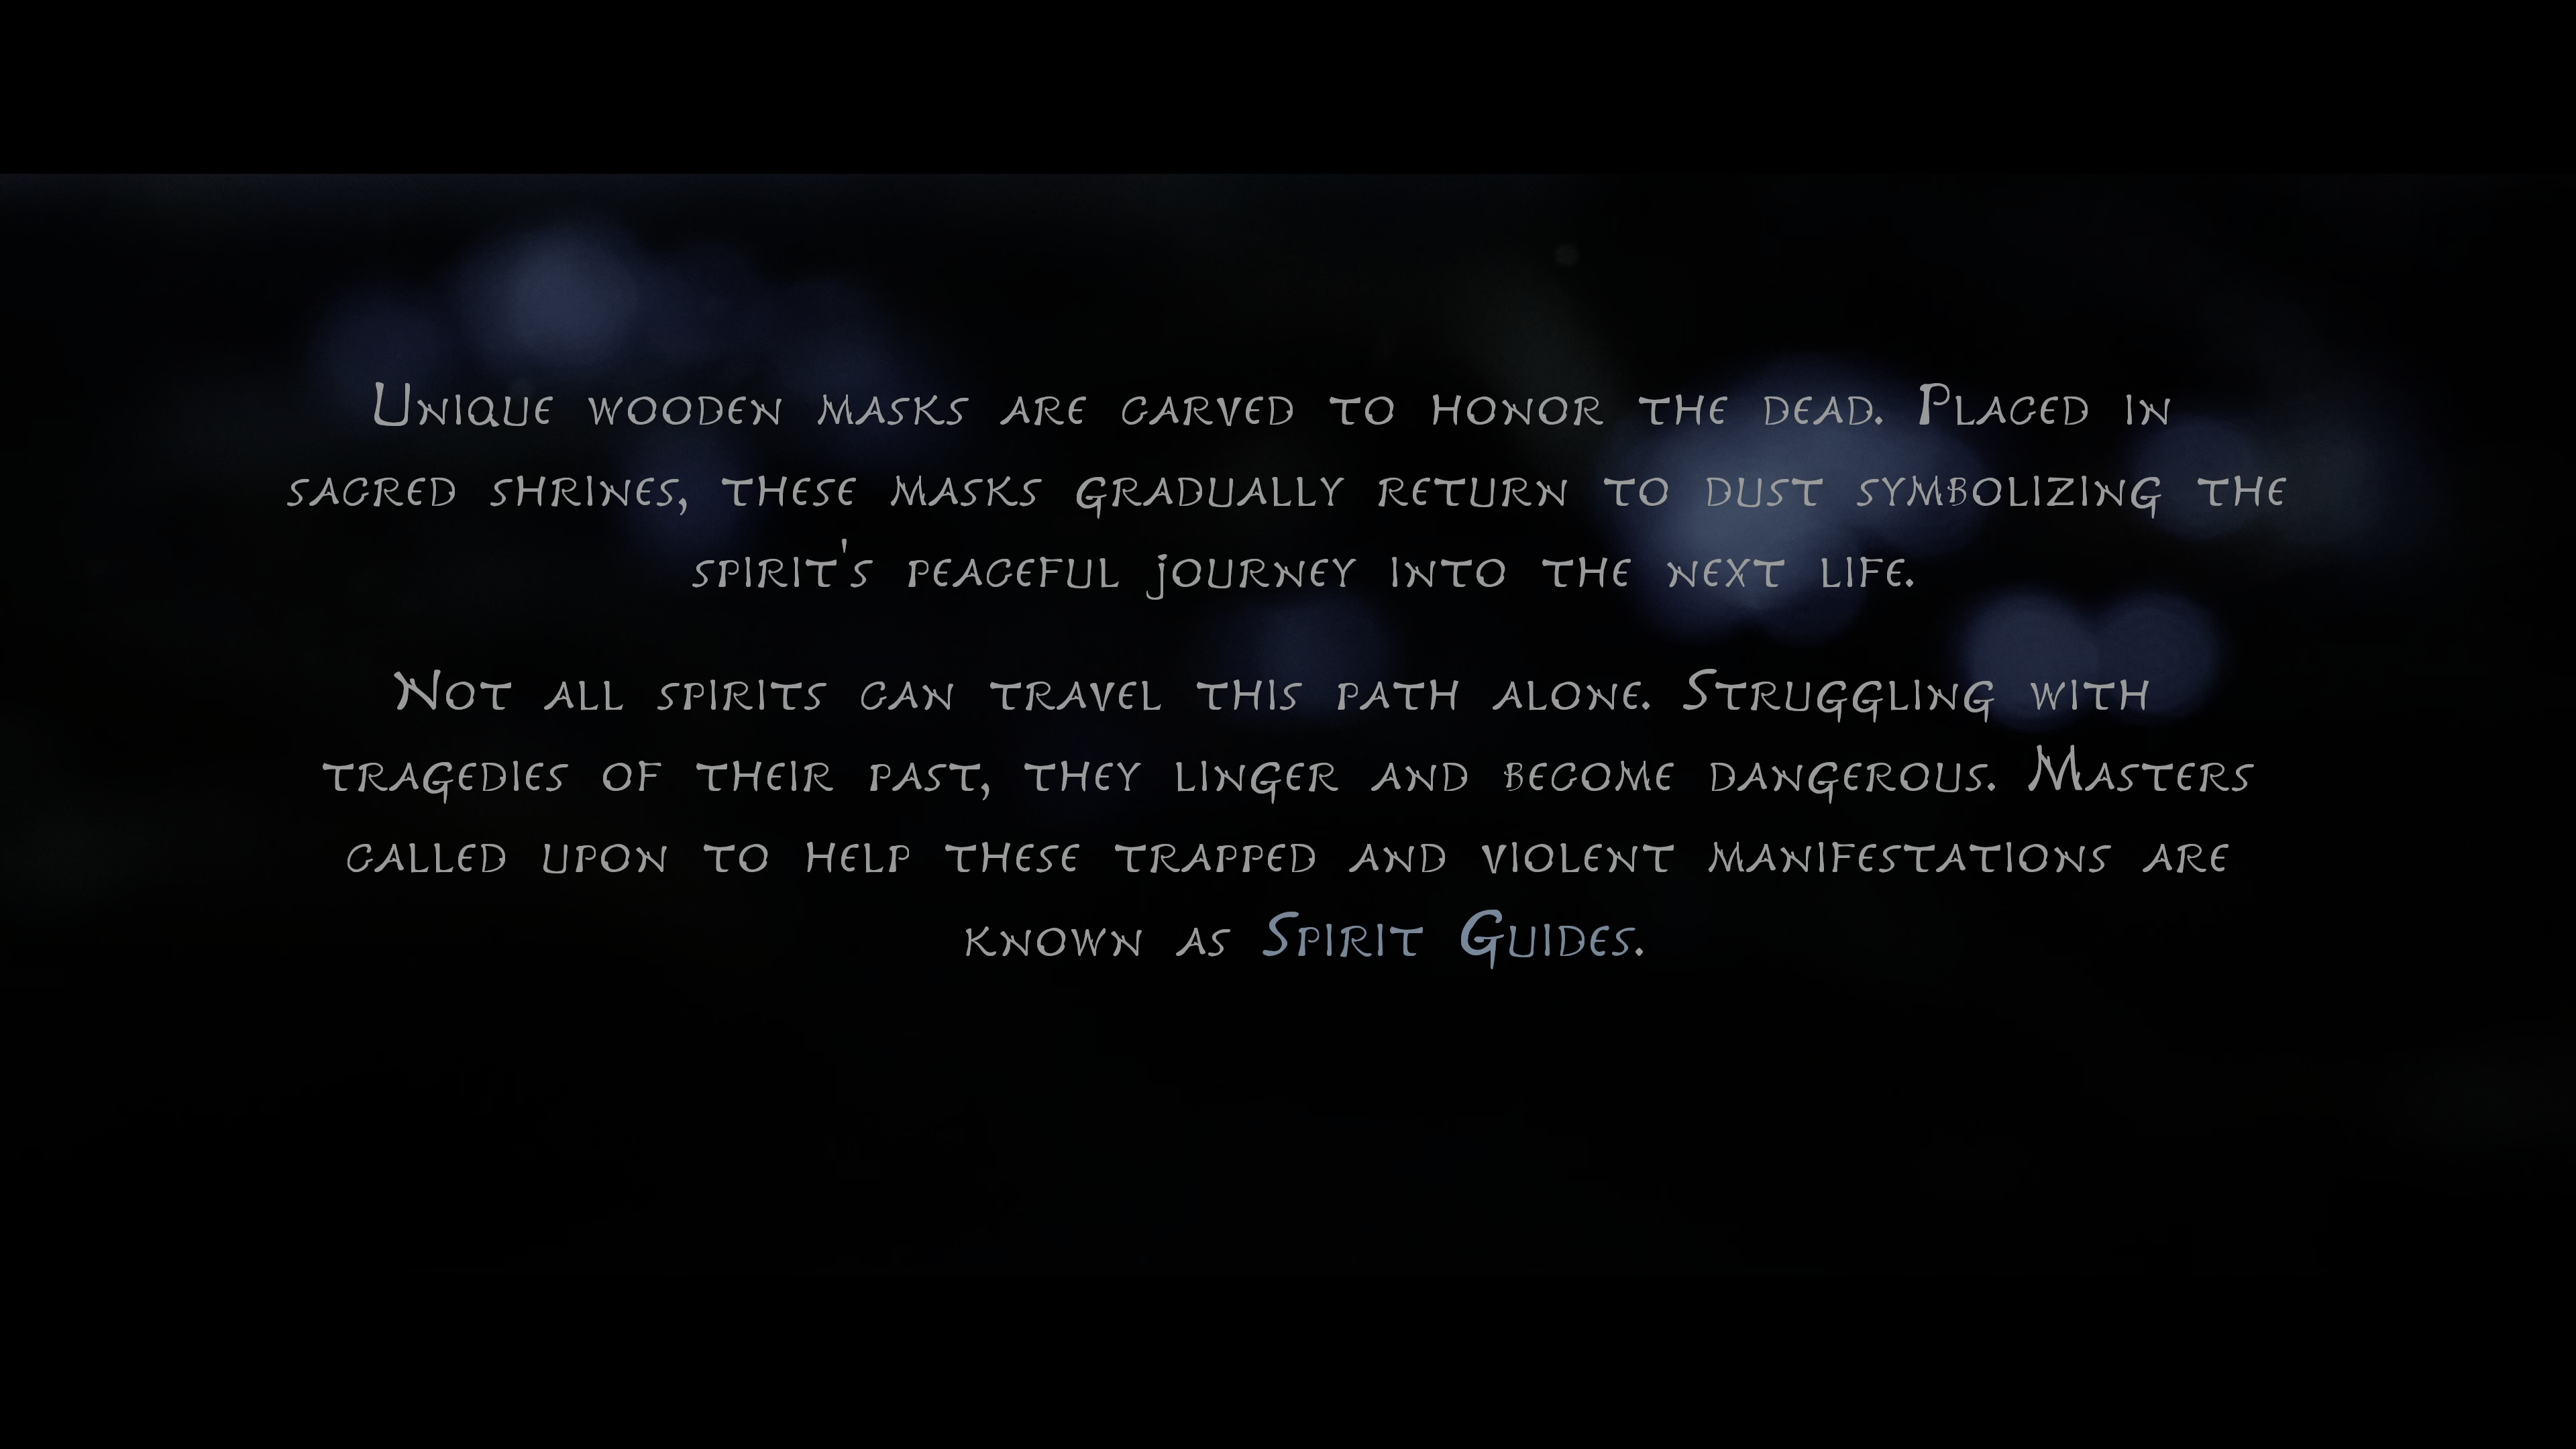 Unique wooden masks are carved to honor the dead. Placed in
sacred shrines, these masks gradually return to dust symbolizing the
spirit's peaceful journey into the next life.
Not all spirits can travel this path alone. Struggling with
tragedies of their past, they linger and become dangerous. Masters
called upon to help these trapped and violent manifestations are
known as Spirit Guides.